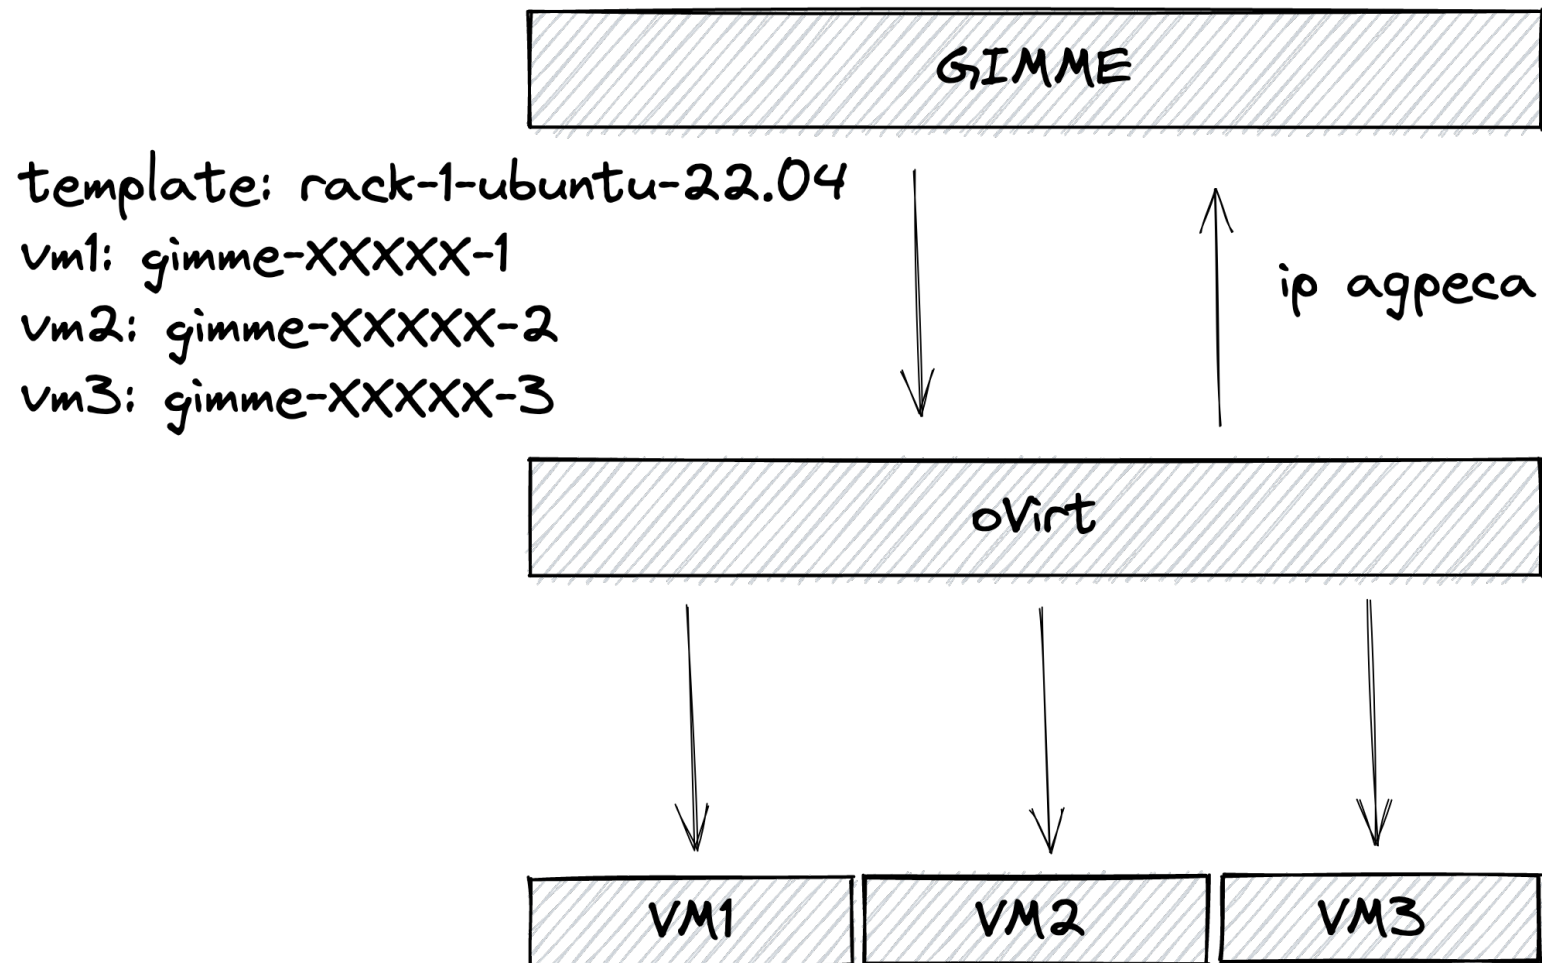 GIMME
template: rack-1-ubuntu-22.04
vm1: gimme-XXXXX-1
vm2: gimme-XXXXX-2
vm3: gimme-XXXXX-3
ip адреса
oVirt
VM1
VM2
VM3